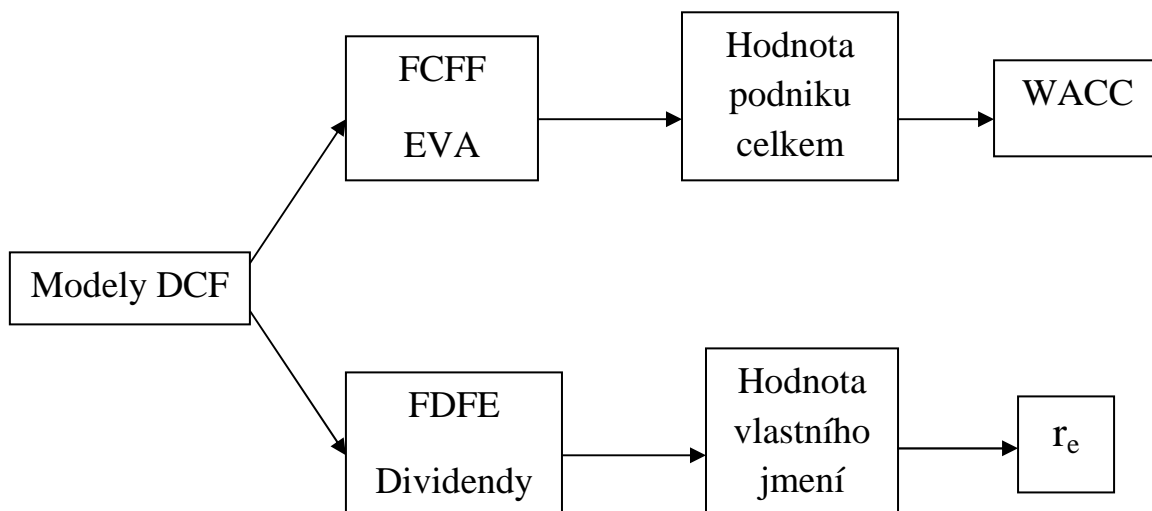 FCFF
EVA
Hodnota
podniku
celkem
WACC
Modely DCF
FDFE
Dividendy
Hodnota
vlastního
jmení
re